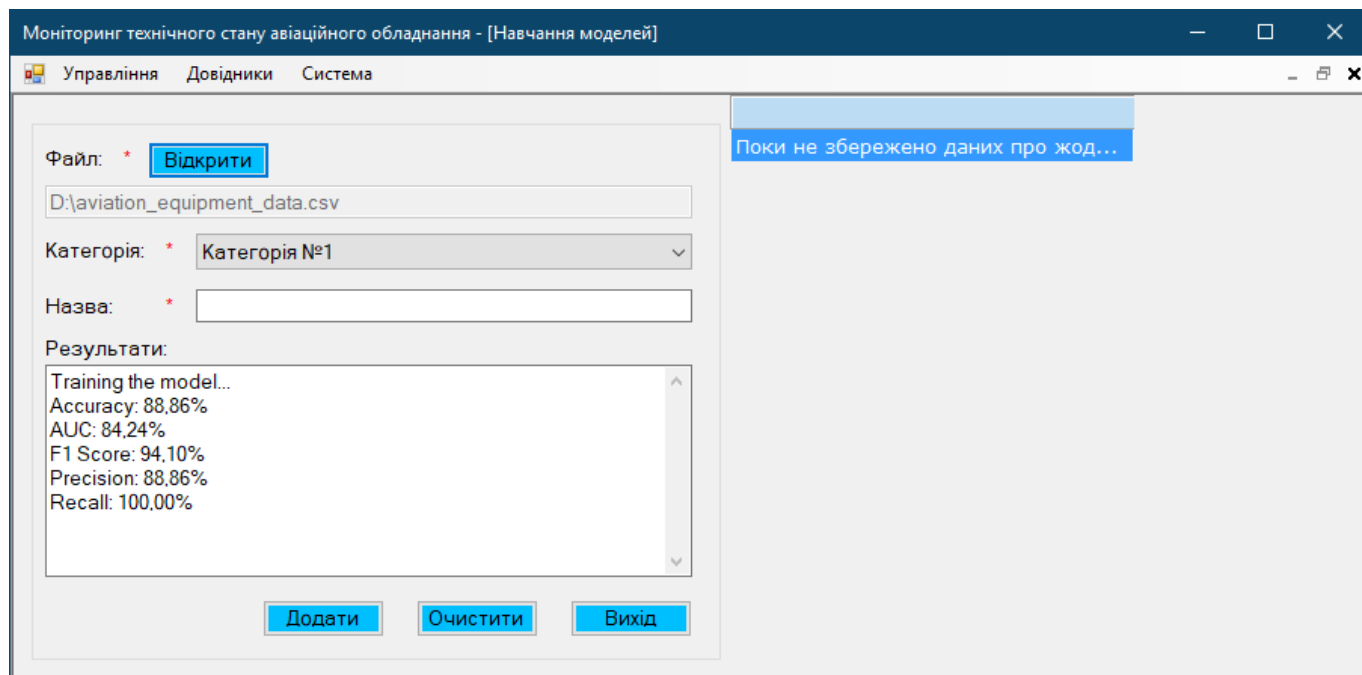 Моніторинг технічного стану авіаційного обладнання - [Навчання моделей]
Управління Довідники Система
Файл: * Відкрити
D:\aviation_equipment_data.csv
Категорія: * Категорія №1
Назва: *
Результати:
Training the model...
Accuracy: 88,86%
AUC: 84,24%
F1 Score: 94,10%
Precision: 88,86%
Recall: 100,00%
Додати Очистити Вихід
Поки не збережено даних про жод...